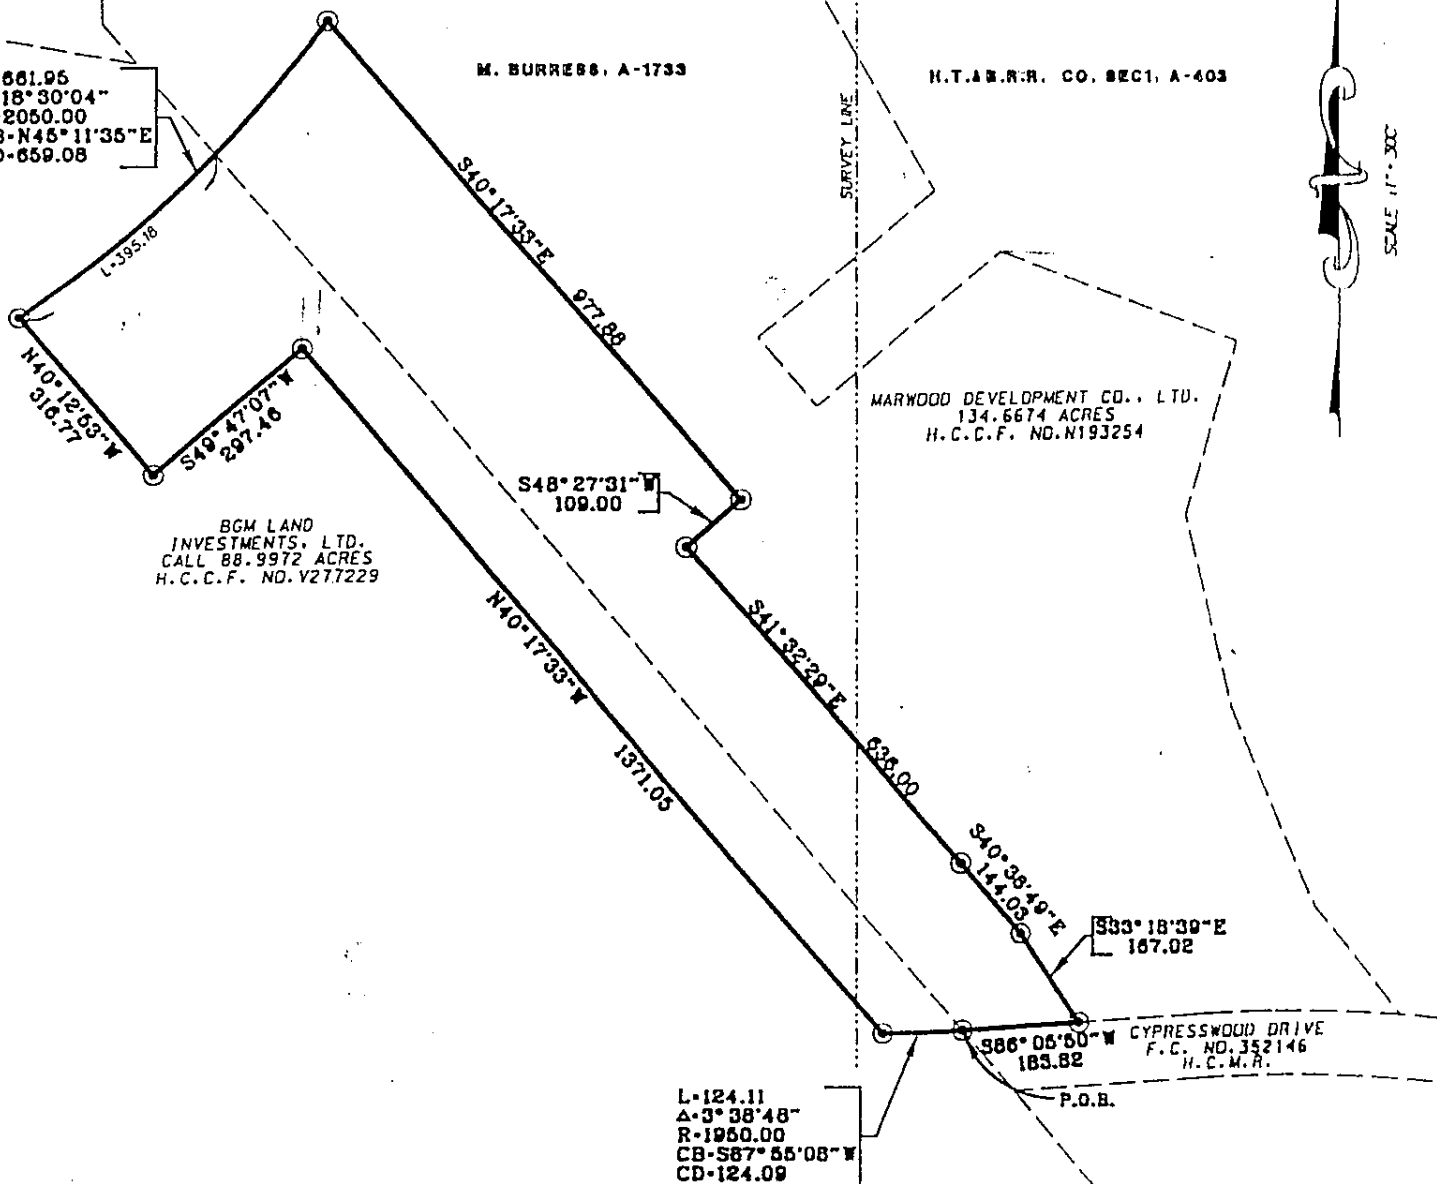 M. BURRESS, A-1733
H.T.&B.R.R. CO. SEC1, A-403
661.95
18°30'04"
2050.00
N45°11'35"E
659.08
SURVEY LINE
SCALE 1"=300'
L=395.18
S40°17'33"E
977.88
N40°12'53"W
316.77
S49°47'07"W
297.46
MARWOOD DEVELOPMENT CO., LTD.
134.6674 ACRES
H.C.C.F. NO.N193254
S48°27'31"W
109.00
BGM LAND
INVESTMENTS, LTD.
CALL 88.9972 ACRES
H.C.C.F. NO.V277229
N40°17'33"W
1371.05
S41°32'29"E
636.00
S40°38'49"E
144.03
S33°18'39"E
167.02
S86°05'50"W
183.82
CYPRESSWOOD DRIVE
F.C. NO.352146
H.C.M.R.
P.O.B.
L=124.11
Δ=3°38'48"
R=1950.00
CB=S87°55'08"W
CD=124.09